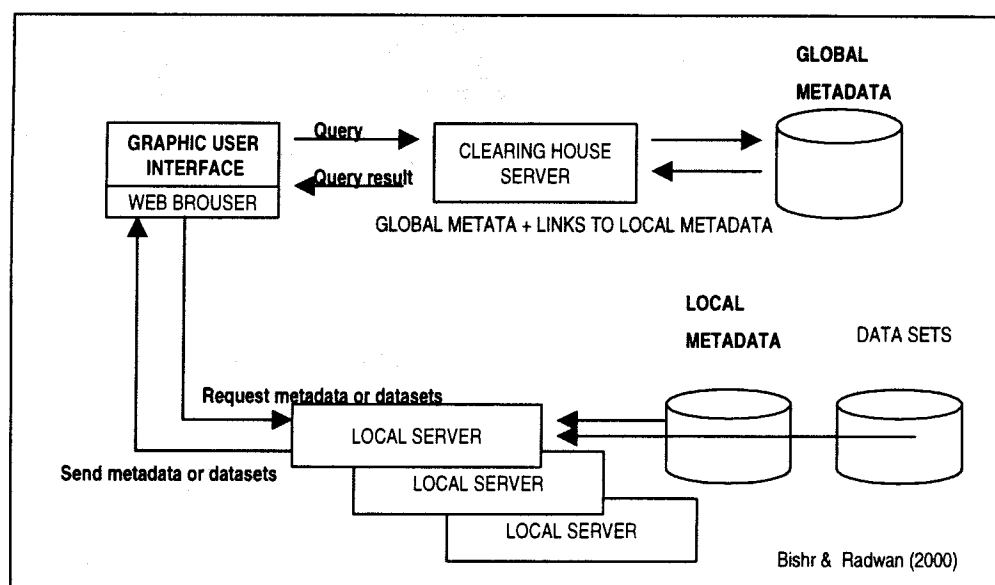 GLOBAL
METADATA
GRAPHIC USER
INTERFACE
WEB BROUSER
Query
Query result
CLEARING HOUSE
SERVER
GLOBAL METATA + LINKS TO LOCAL METADATA
LOCAL
METADATA
DATA SETS
Request metadata or datasets
LOCAL SERVER
Send metadata or datasets
LOCAL SERVER
LOCAL SERVER
Bishr & Radwan (2000)